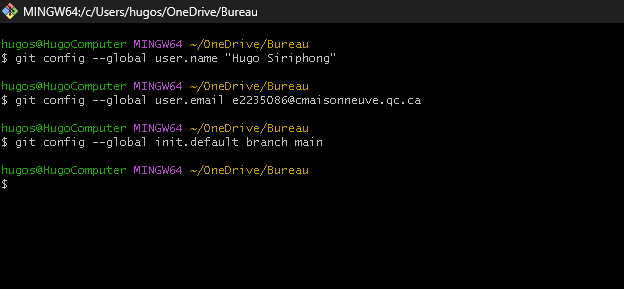 MINGW64:/c/Users/hugos/OneDrive/Bureau
hugos@HugoComputer MINGW64 ~/OneDrive/Bureau
$ git config --global user.name "Hugo Siriphong"
hugos@HugoComputer MINGW64 ~/OneDrive/Bureau
$ git config --global user.email e2235086@cmaisonneuve.qc.ca
hugos@HugoComputer MINGW64 ~/OneDrive/Bureau
$ git config --global init.default branch main
hugos@HugoComputer MINGW64 ~/OneDrive/Bureau
$